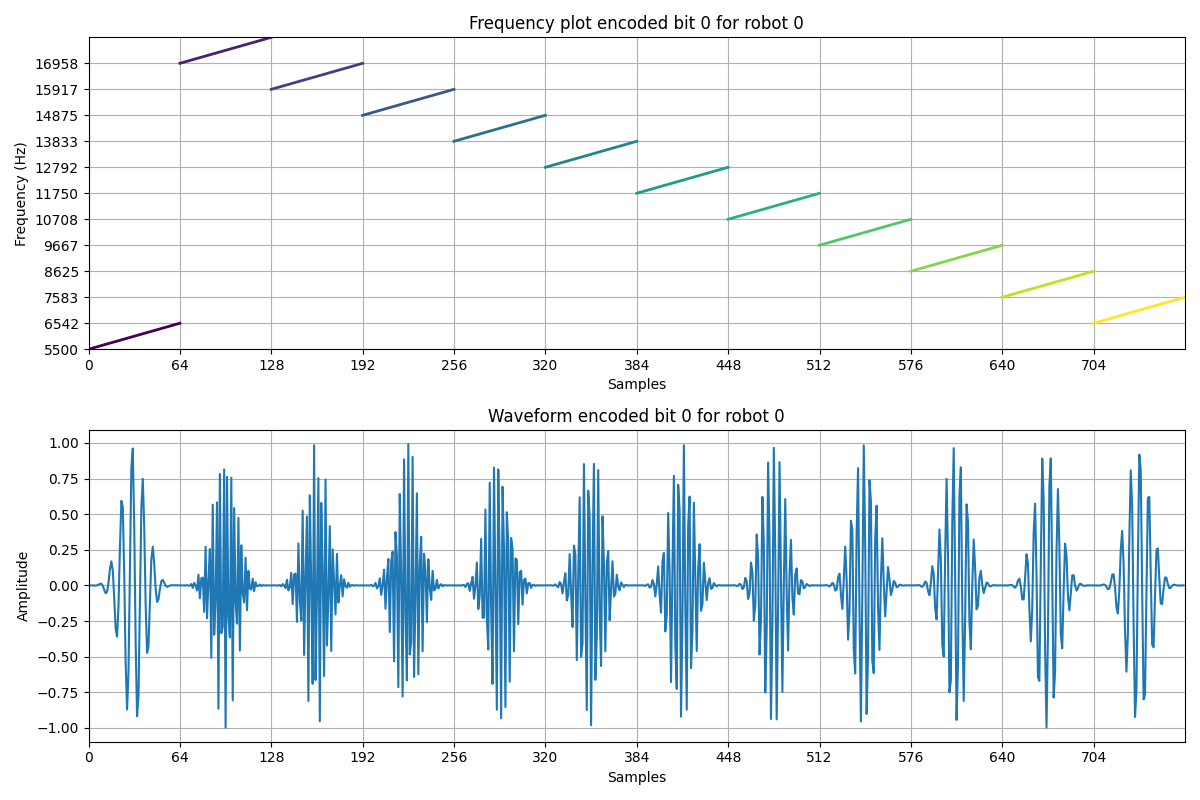 Frequency plot encoded bit 0 for robot 0
16958
15917
14875
13833
12792
11750
10708
9667
8625
7583
6542
5500
Frequency (Hz)
0 64 128 192 256 320 384 448 512 576 640 704
Samples
Waveform encoded bit 0 for robot 0
1.00
0.75
0.50
0.25
0.00
−0.25
−0.50
−0.75
−1.00
Amplitude
0 64 128 192 256 320 384 448 512 576 640 704
Samples